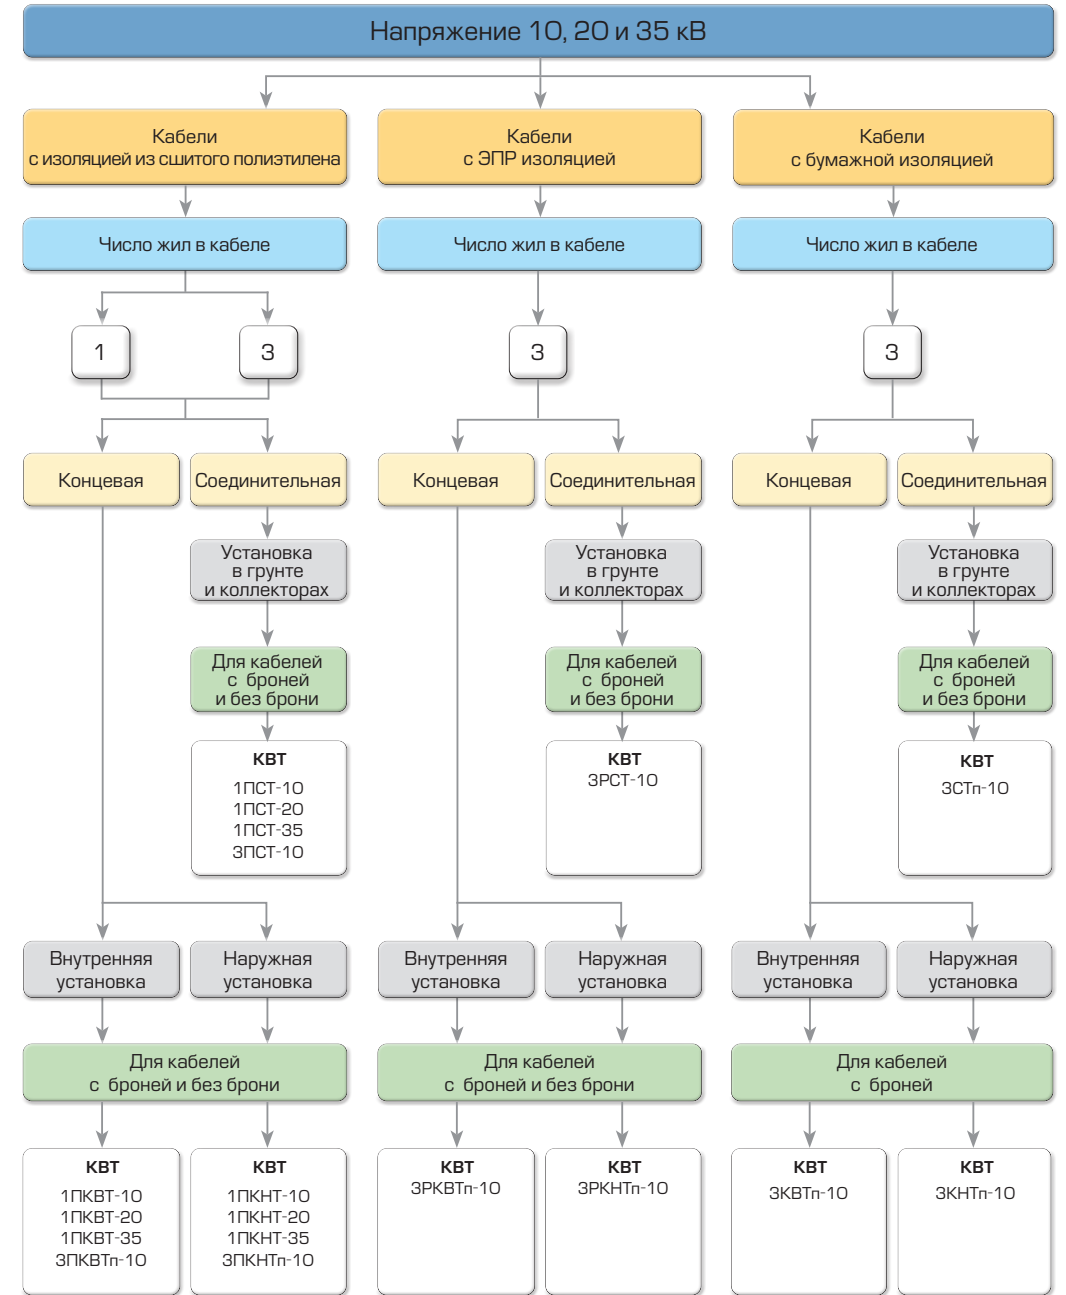 Напряжение 10, 20 и 35 кВ
Кабели
с изоляцией из сшитого полиэтилена
Кабели
с ЭПР изоляцией
Кабели
с бумажной изоляцией
Число жил в кабеле
Число жил в кабеле
Число жил в кабеле
1
3
3
3
Концевая
Соединительная
Концевая
Соединительная
Концевая
Соединительная
Установка
в грунте
и коллекторах
Установка
в грунте
и коллекторах
Установка
в грунте
и коллекторах
Для кабелей
с броней
и без брони
Для кабелей
с броней
и без брони
Для кабелей
с броней
и без брони
КВТ
1ПСТ-10
1ПСТ-20
1ПСТ-35
3ПСТ-10
КВТ
3РСТ-10
КВТ
3СТп-10
Внутренняя
установка
Наружная
установка
Внутренняя
установка
Наружная
установка
Внутренняя
установка
Наружная
установка
Для кабелей
с броней и без брони
Для кабелей
с броней и без брони
Для кабелей
с броней
КВТ
1ПКВТ-10
1ПКВТ-20
1ПКВТ-35
3ПКВТп-10
КВТ
1ПКНТ-10
1ПКНТ-20
1ПКНТ-35
3ПКНТп-10
КВТ
3РКВТп-10
КВТ
3РКНТп-10
КВТ
3КВТп-10
КВТ
3КНТп-10